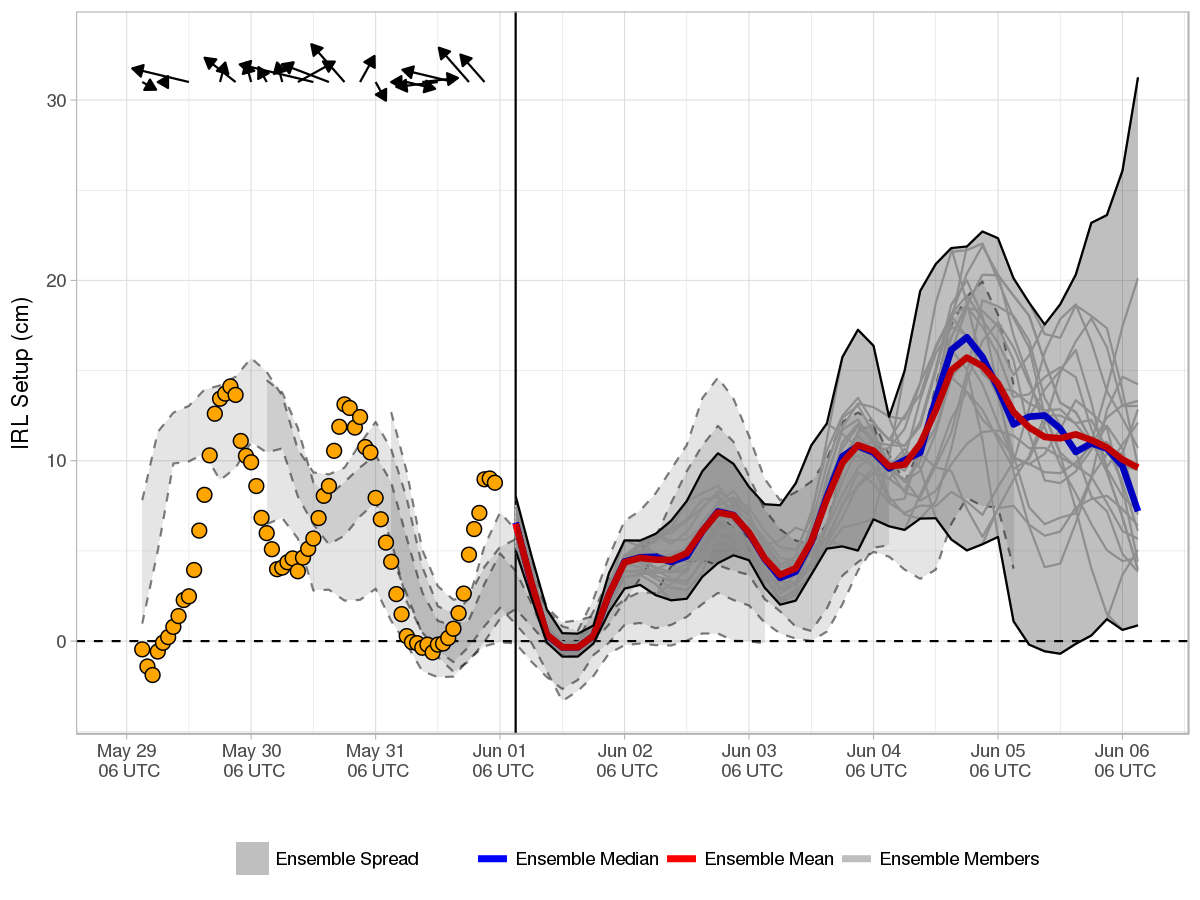 IRL Setup (cm)
30
20
10
0
May 29
06 UTC
May 30
06 UTC
May 31
06 UTC
Jun 01
06 UTC
Jun 02
06 UTC
Jun 03
06 UTC
Jun 04
06 UTC
Jun 05
06 UTC
Jun 06
06 UTC
Ensemble Spread
Ensemble Median
Ensemble Mean
Ensemble Members